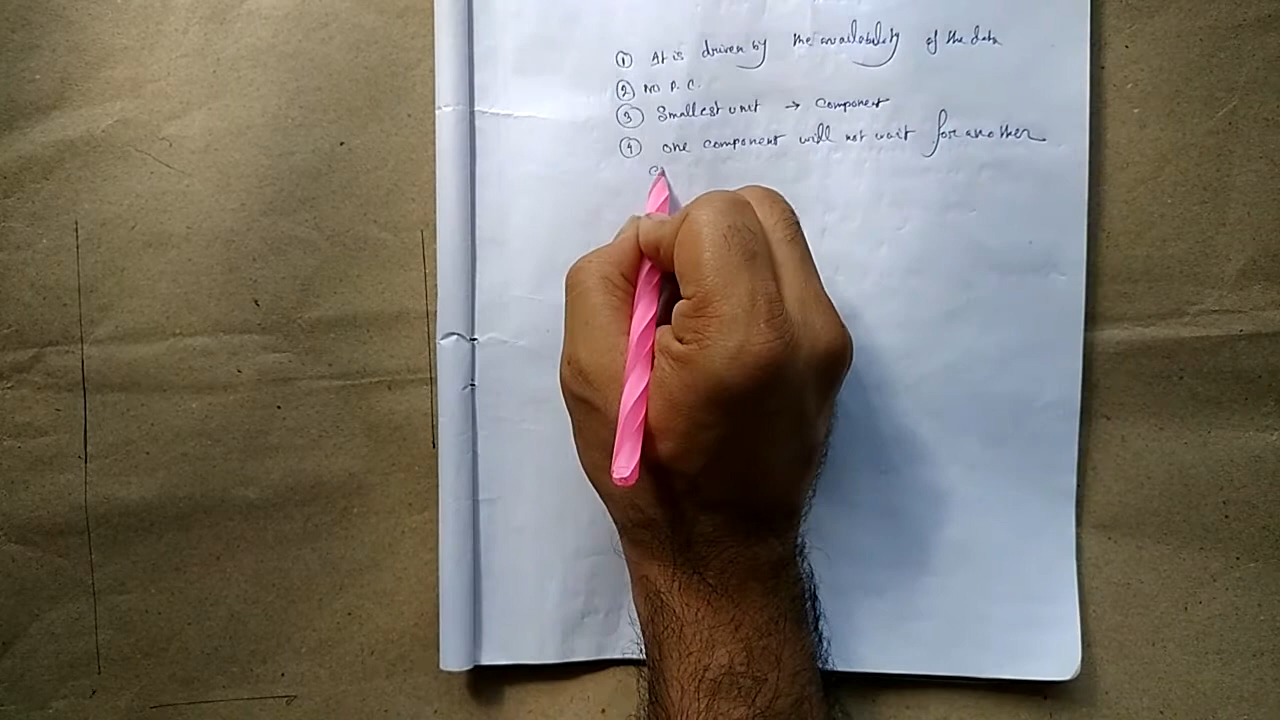 ① It is driven by the availability of the data
② NO P. C.
③ Smallest unit → Component
④ one component will not wait for another
c